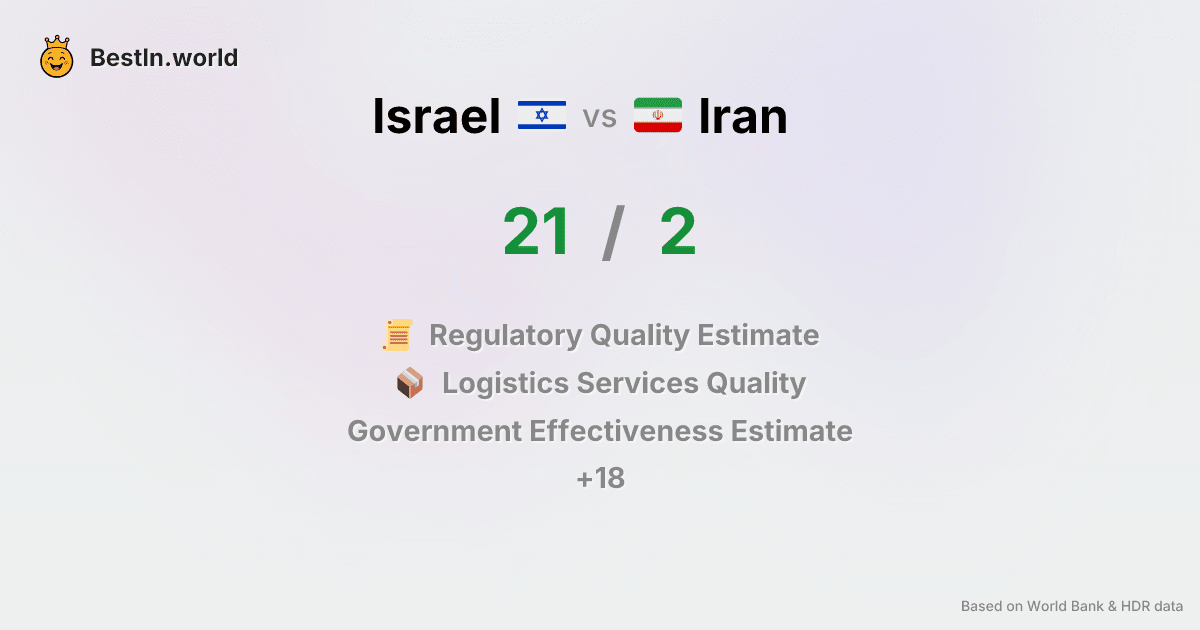 BestIn.world
Israel vs Iran
21 / 2
Regulatory Quality Estimate
Logistics Services Quality
Government Effectiveness Estimate
+18
Based on World Bank & HDR data